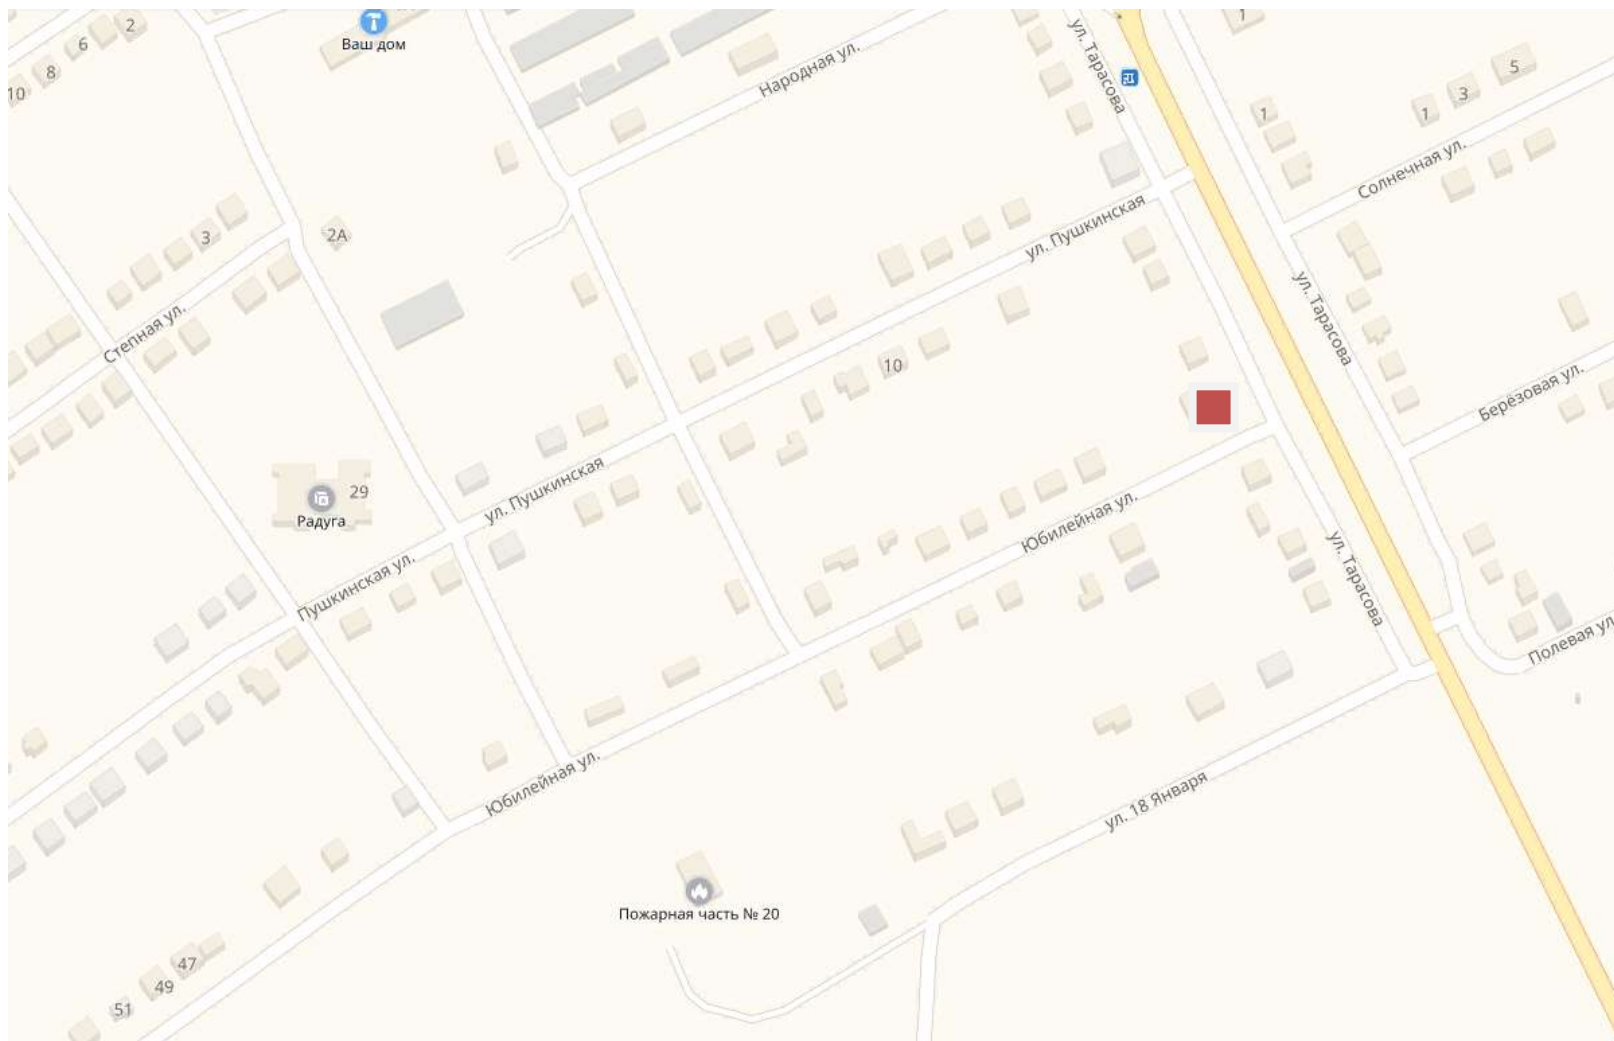 2
6
8
10
Ваш дом
ул. Тарасова
Народная ул.
1
5
3
1
1
Солнечная ул.
3
2А
ул. Пушкинская
Степная ул.
ул. Тарасова
10
Берёзовая ул.
29
Радуга
ул. Пушкинская
Юбилейная ул.
ул. Тарасова
Пушкинская ул.
Полевая ул
Юбилейная ул.
ул. 18 Января
Пожарная часть № 20
47
49
51